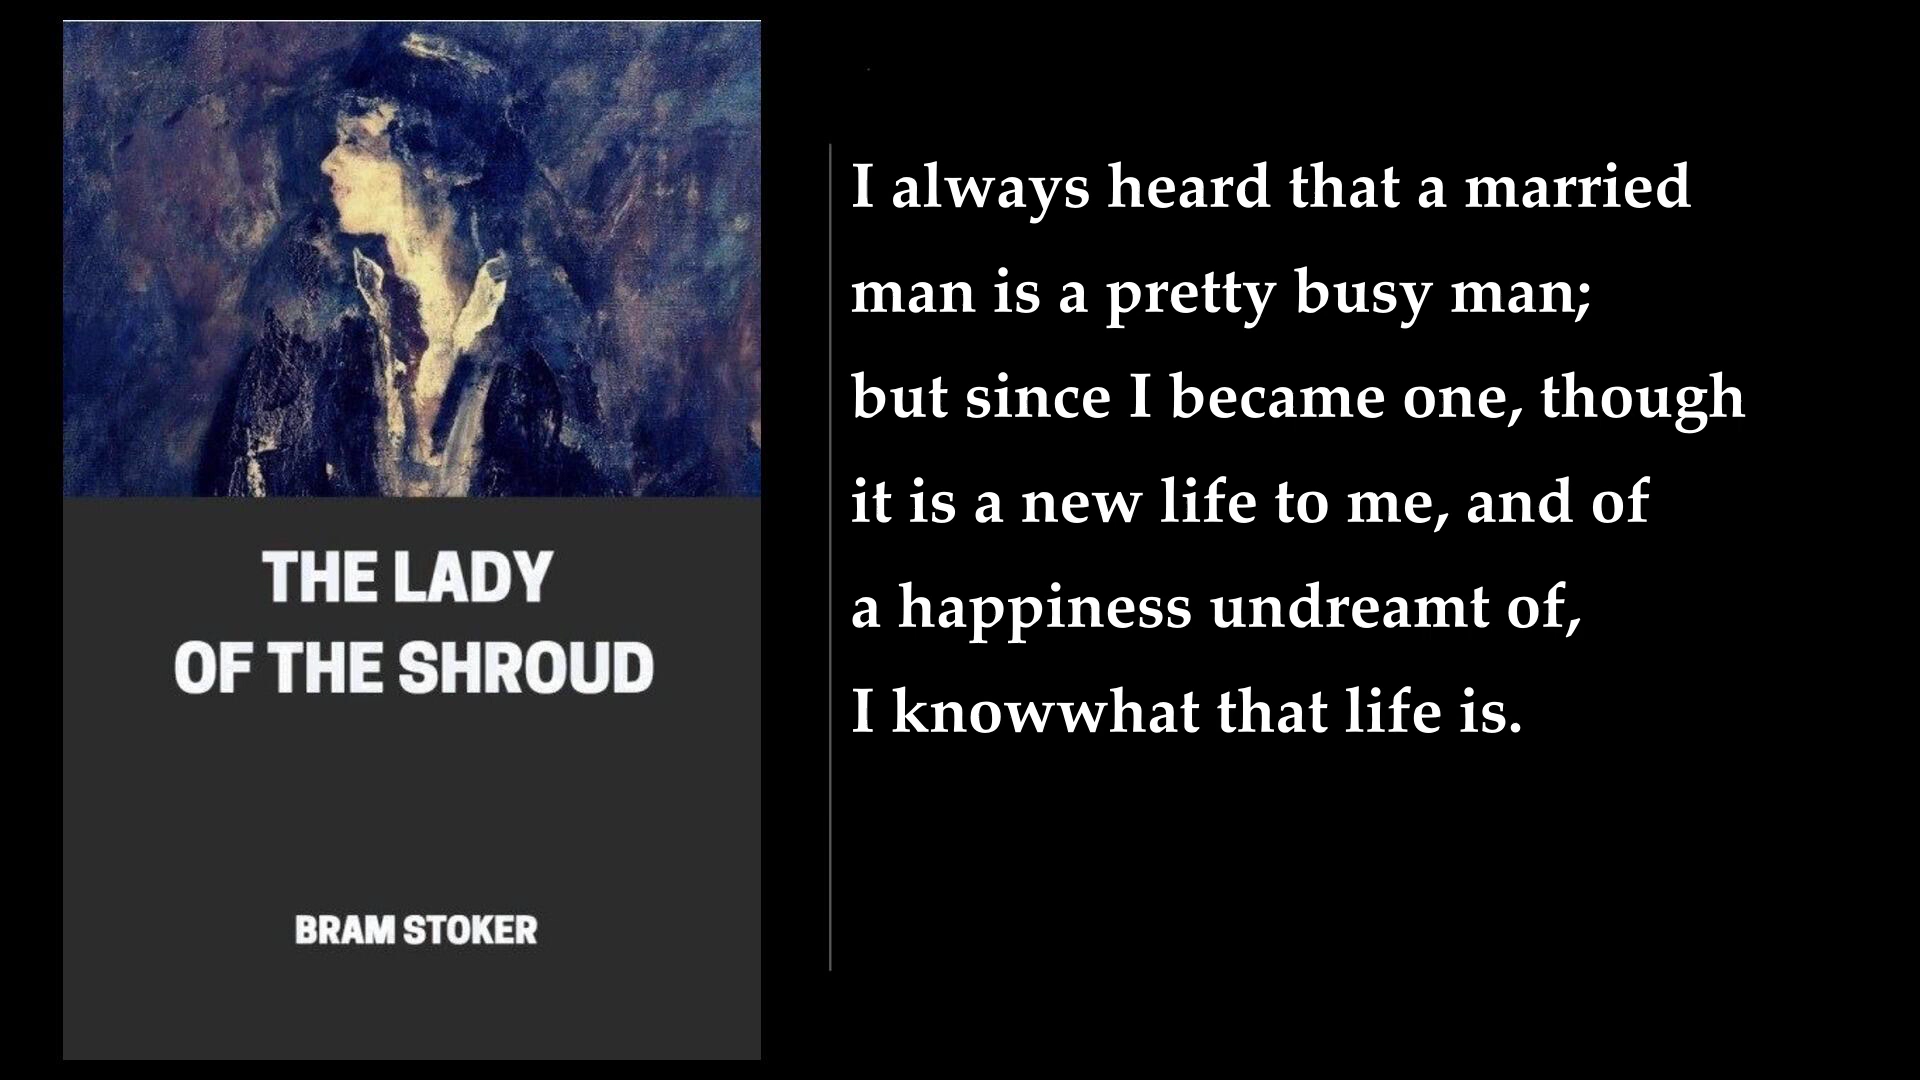 THE LADY
OF THE SHROUD
BRAM STOKER
I always heard that a married
man is a pretty busy man;
but since I became one, though
it is a new life to me, and of
a happiness undreamt of,
I knowwhat that life is.